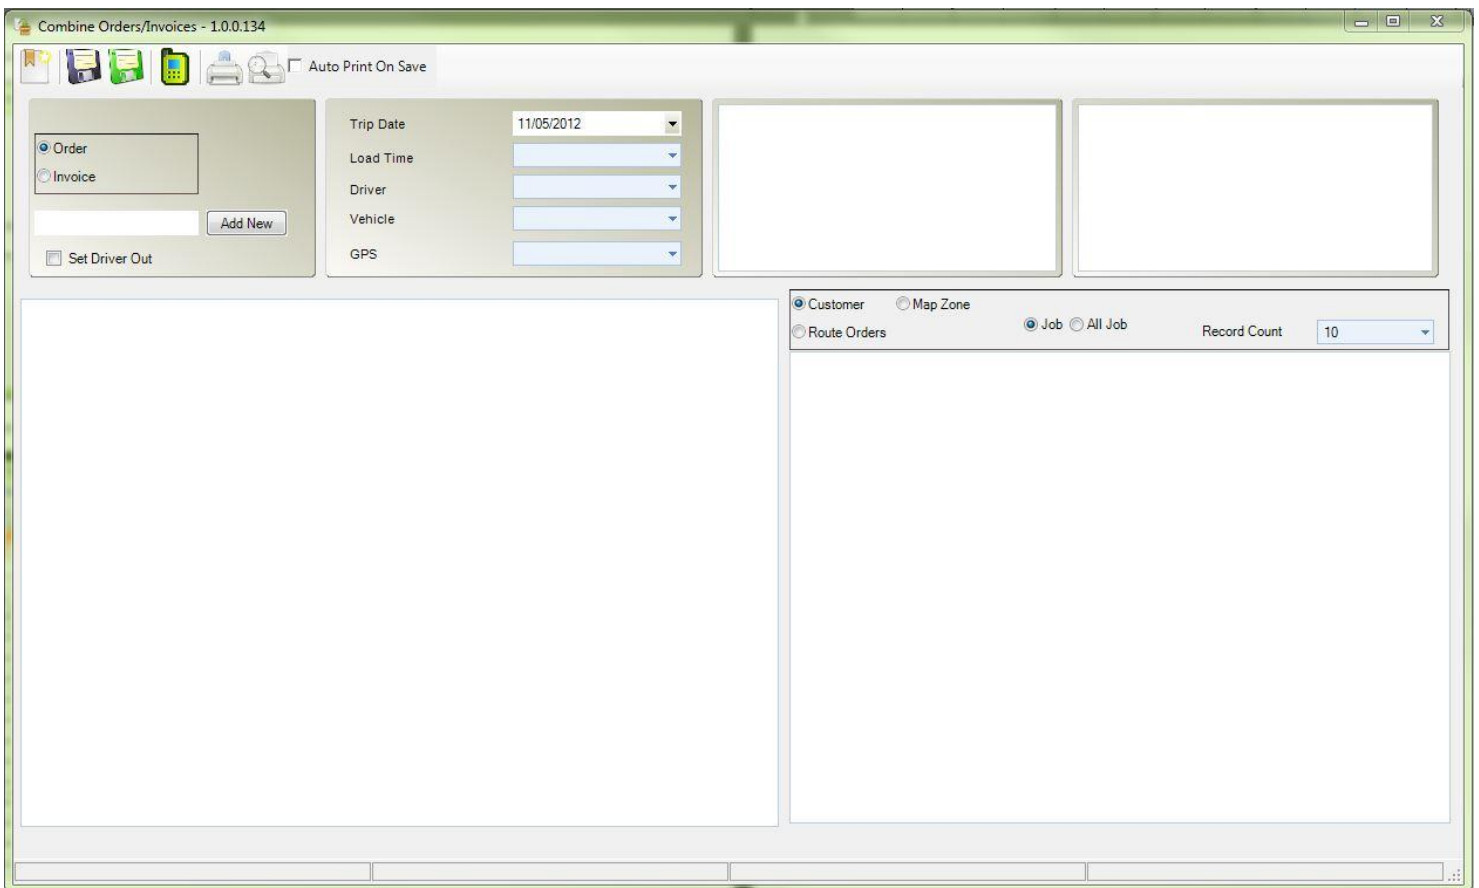 Combine Orders/Invoices - 1.0.0.134
Auto Print On Save
Order
Invoice
Add New
Set Driver Out
Trip Date 11/05/2012
Load Time
Driver
Vehicle
GPS
Customer Map Zone
Route Orders
Job All Job
Record Count 10